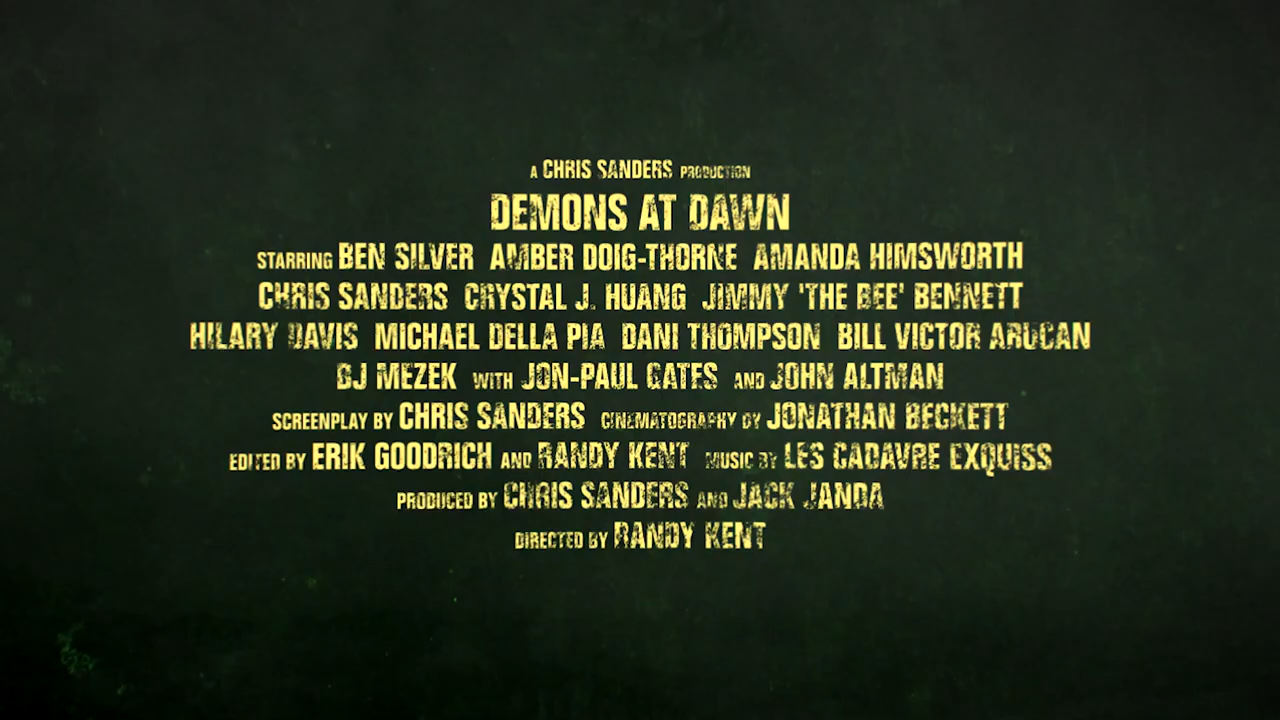 A CHRIS SANDERS PRODUCTION
DEMONS AT DAWN
STARRING BEN SILVER AMBER DOIG-THORNE AMANDA HIMSWORTH
CHRIS SANDERS CRYSTAL J. HUANG JIMMY 'THE BEE' BENNETT
HILARY DAVIS MICHAEL DELLA PIA DANI THOMPSON BILL VICTOR ARUCAN
DJ MEZEK WITH JON-PAUL GATES AND JOHN ALTMAN
SCREENPLAY BY CHRIS SANDERS CINEMATOGRAPHY BY JONATHAN BECKETT
EDITED BY ERIK GOODRICH AND RANDY KENT MUSIC BY LES CADAVRE EXQUISS
PRODUCED BY CHRIS SANDERS AND JACK JANDA
DIRECTED BY RANDY KENT